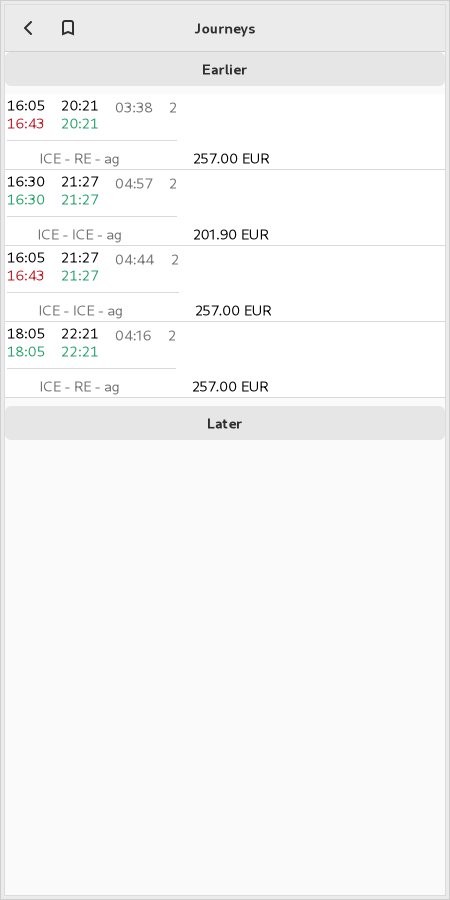 Journeys
Earlier
16:05 20:21 03:38 2
16:43 20:21
ICE - RE - ag 257.00 EUR
16:30 21:27 04:57 2
16:30 21:27
ICE - ICE - ag 201.90 EUR
16:05 21:27 04:44 2
16:43 21:27
ICE - ICE - ag 257.00 EUR
18:05 22:21 04:16 2
18:05 22:21
ICE - RE - ag 257.00 EUR
Later